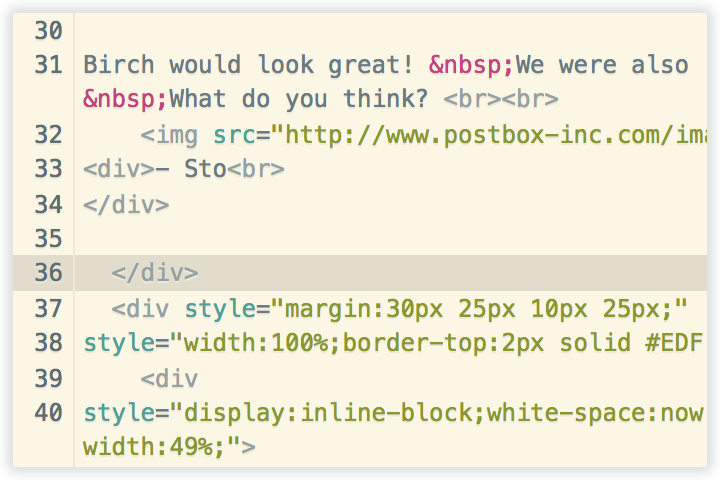 30
31 Birch would look great! &nbsp;We were also
&nbsp;What do you think? <br><br>
32 <img src="http://www.postbox-inc.com/ima
33 <div>- Sto<br>
34 </div>
35
36 </div>
37 <div style="margin:30px 25px 10px 25px;"
38 style="width:100%;border-top:2px solid #EDF
39 <div
40 style="display:inline-block;white-space:now
width:49%;">